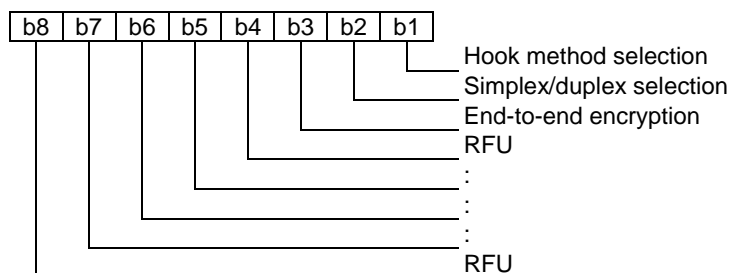 b8 b7 b6 b5 b4 b3 b2 b1
Hook method selection
Simplex/duplex selection
End-to-end encryption
RFU
:
:
:
RFU